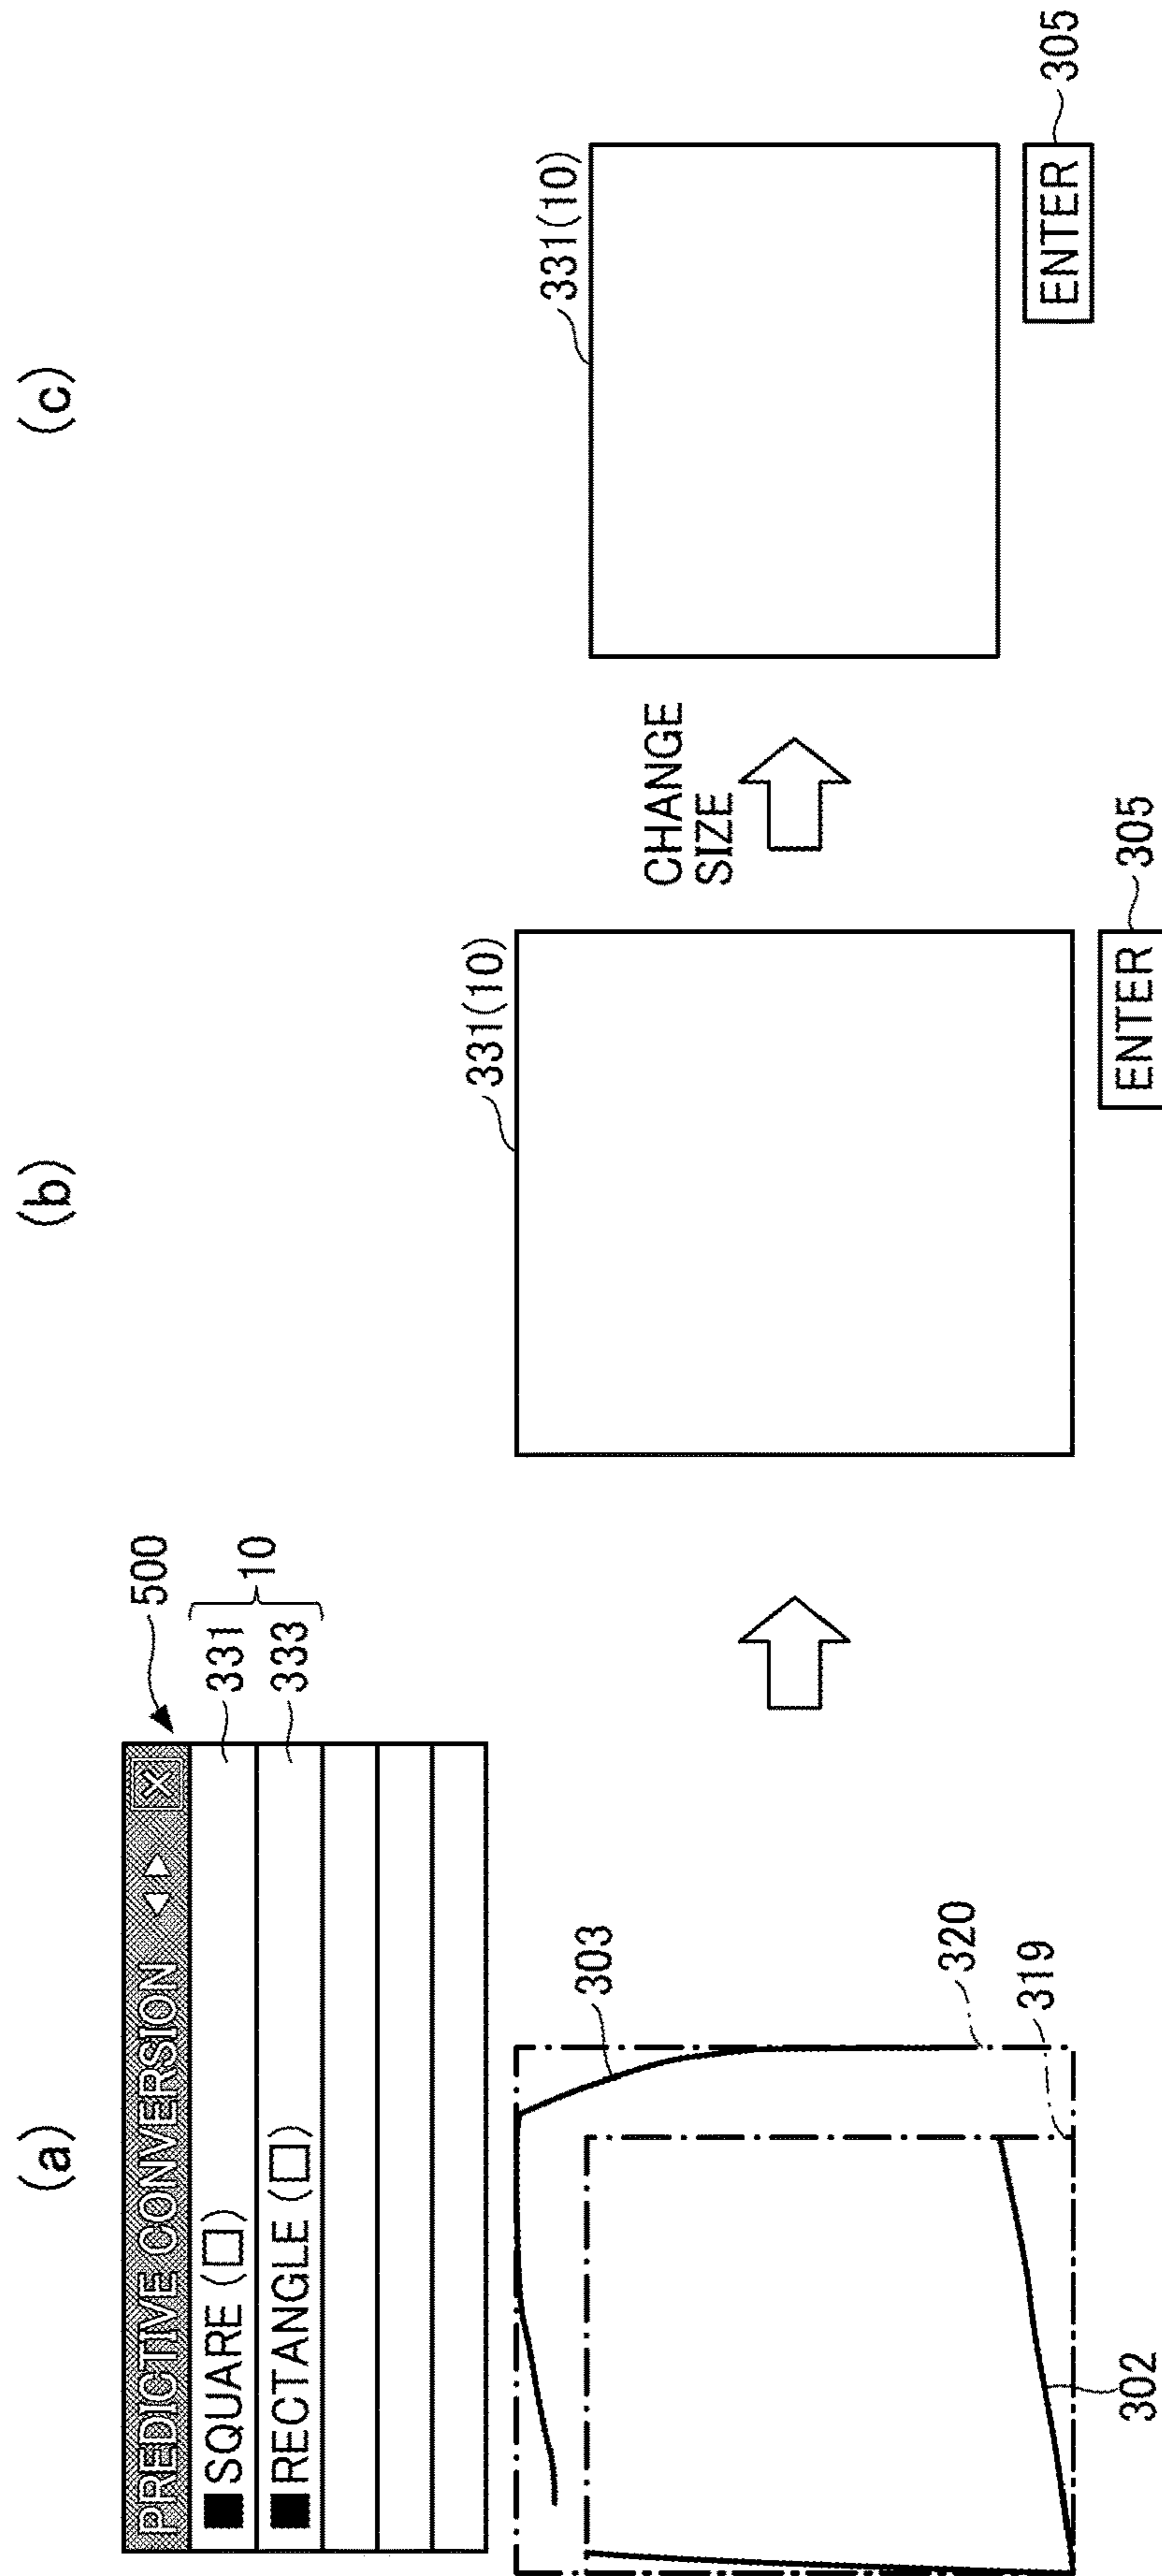 (a)
PREDICTIVE CONVERSION
500
SQUARE (□)
331
10
RECTANGLE (□)
333
303
320
319
302
(b)
331(10)
ENTER
305
CHANGE
SIZE
(c)
331(10)
ENTER
305